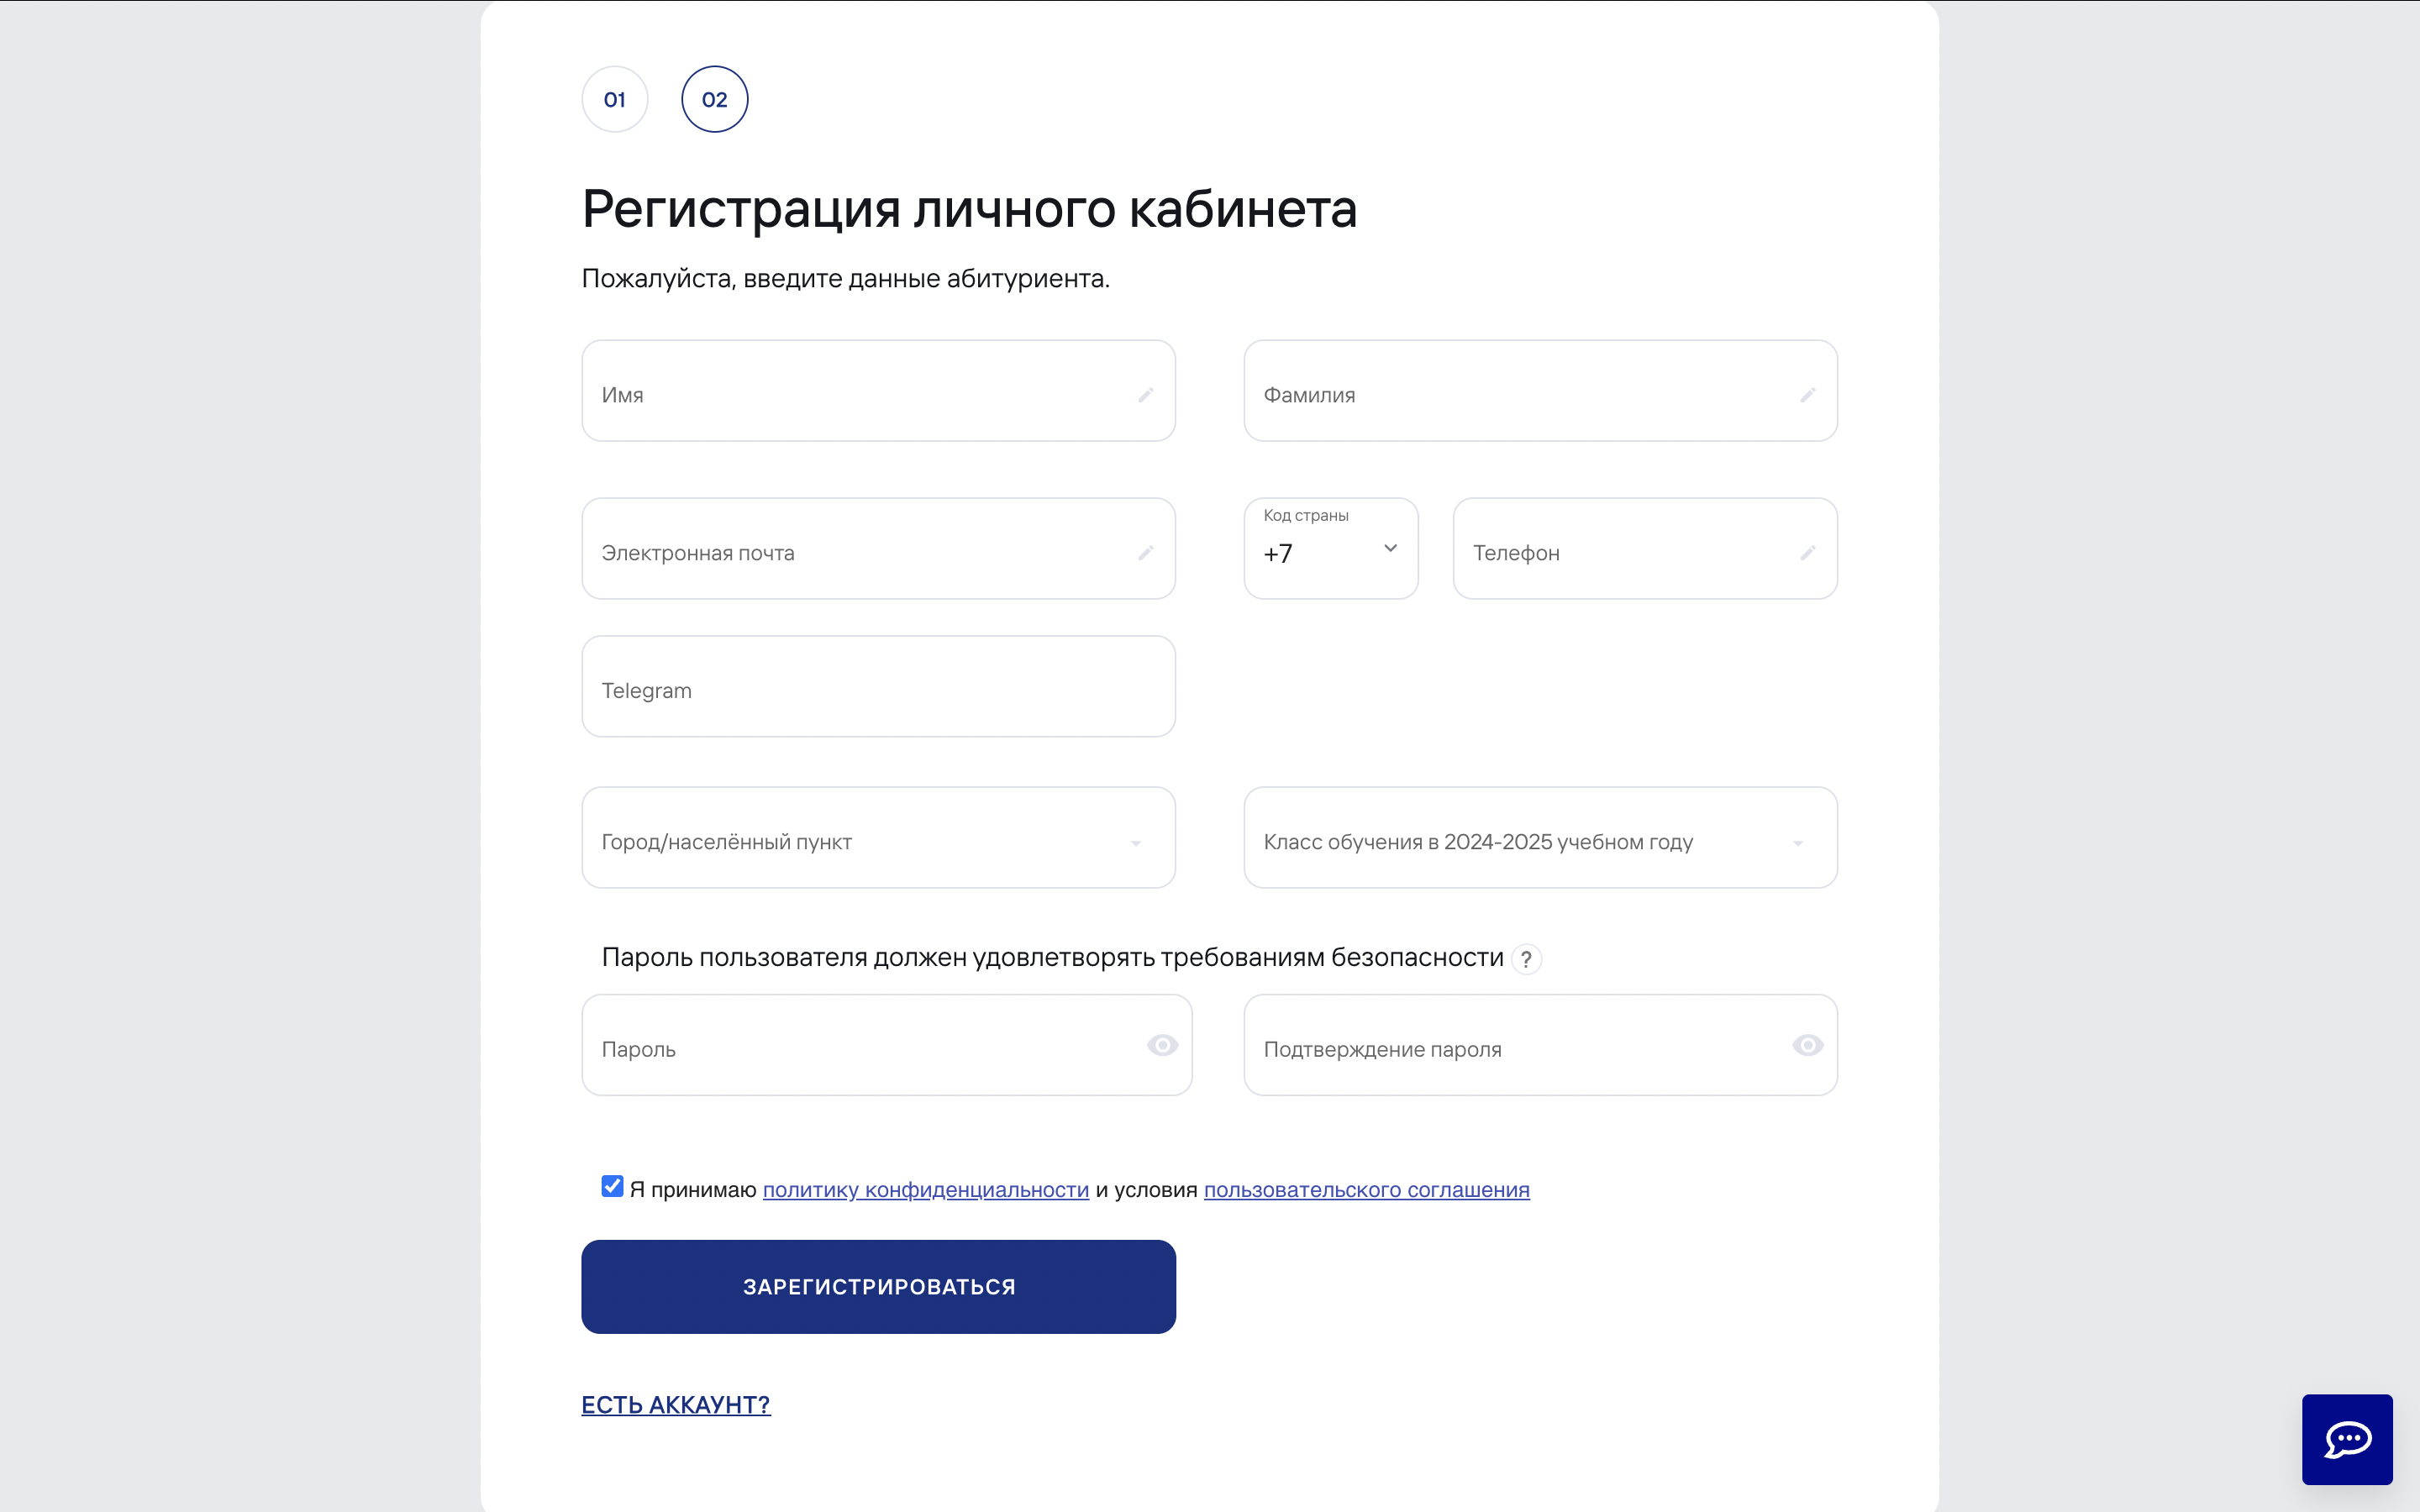 01 02
Регистрация личного кабинета
Пожалуйста, введите данные абитуриента.
Имя
Фамилия
Электронная почта
Код страны
+7
Телефон
Telegram
Город/населённый пункт
Класс обучения в 2024-2025 учебном году
Пароль пользователя должен удовлетворять требованиям безопасности ?
Пароль
Подтверждение пароля
Я принимаю политику конфиденциальности и условия пользовательского соглашения
ЗАРЕГИСТРИРОВАТЬСЯ
ЕСТЬ АККАУНТ?